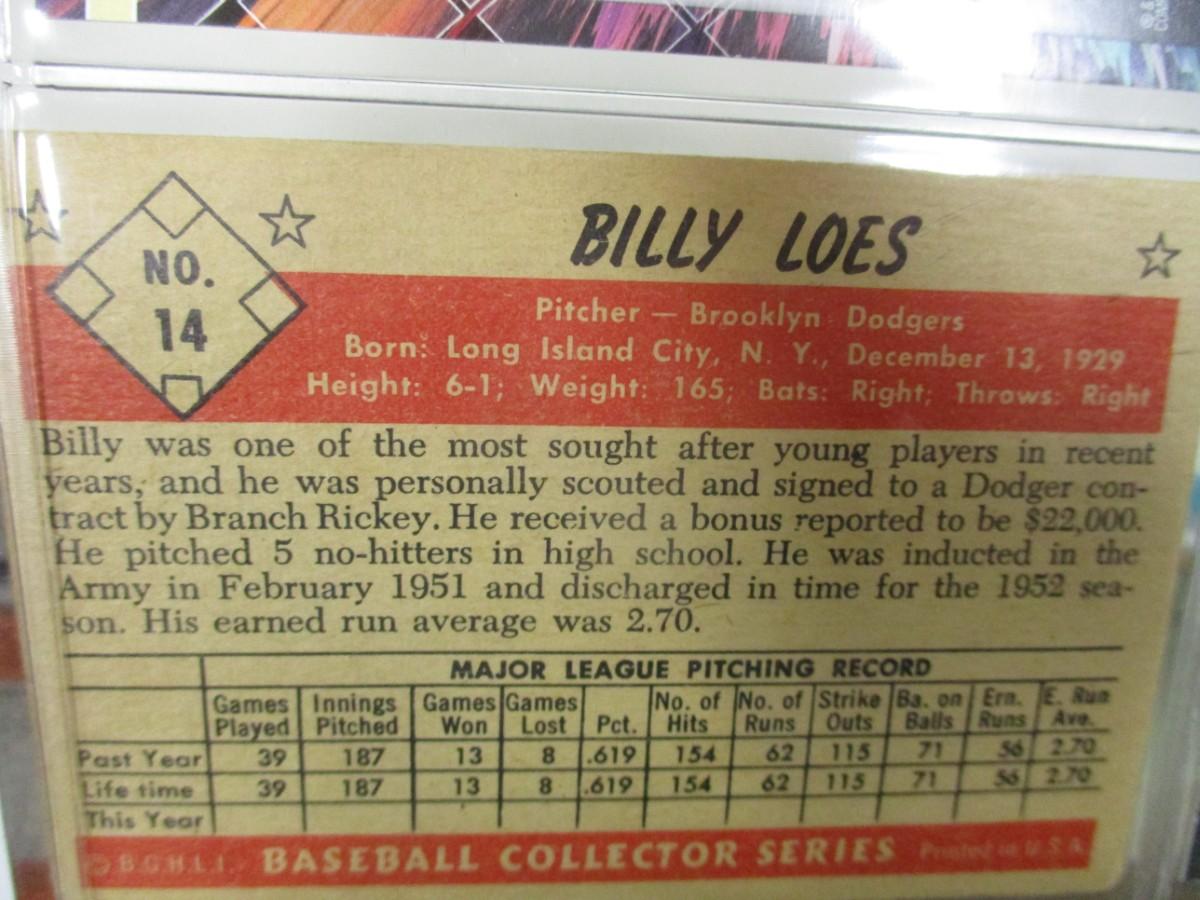 NO.
14
BILLY LOES
Pitcher — Brooklyn Dodgers
Born: Long Island City, N. Y., December 13, 1929
Height: 6-1; Weight: 165; Bats: Right; Throws: Right
Billy was one of the most sought after young players in recent
years, and he was personally scouted and signed to a Dodger con-
tract by Branch Rickey. He received a bonus reported to be $22,000.
He pitched 5 no-hitters in high school. He was inducted in the
Army in February 1951 and discharged in time for the 1952 sea-
son. His earned run average was 2.70.
MAJOR LEAGUE PITCHING RECORD
Games Played Innings Pitched Games Won Games Lost Pct. No. of Hits No. of Runs Strike Outs Ba. on Balls Ern. Runs E. Run Ave.
Past Year 39 187 13 8 .619 154 62 115 71 56 2.70
Life time 39 187 13 8 .619 154 62 115 71 56 2.70
This Year
B.G.H.L.I. BASEBALL COLLECTOR SERIES Printed in U.S.A.